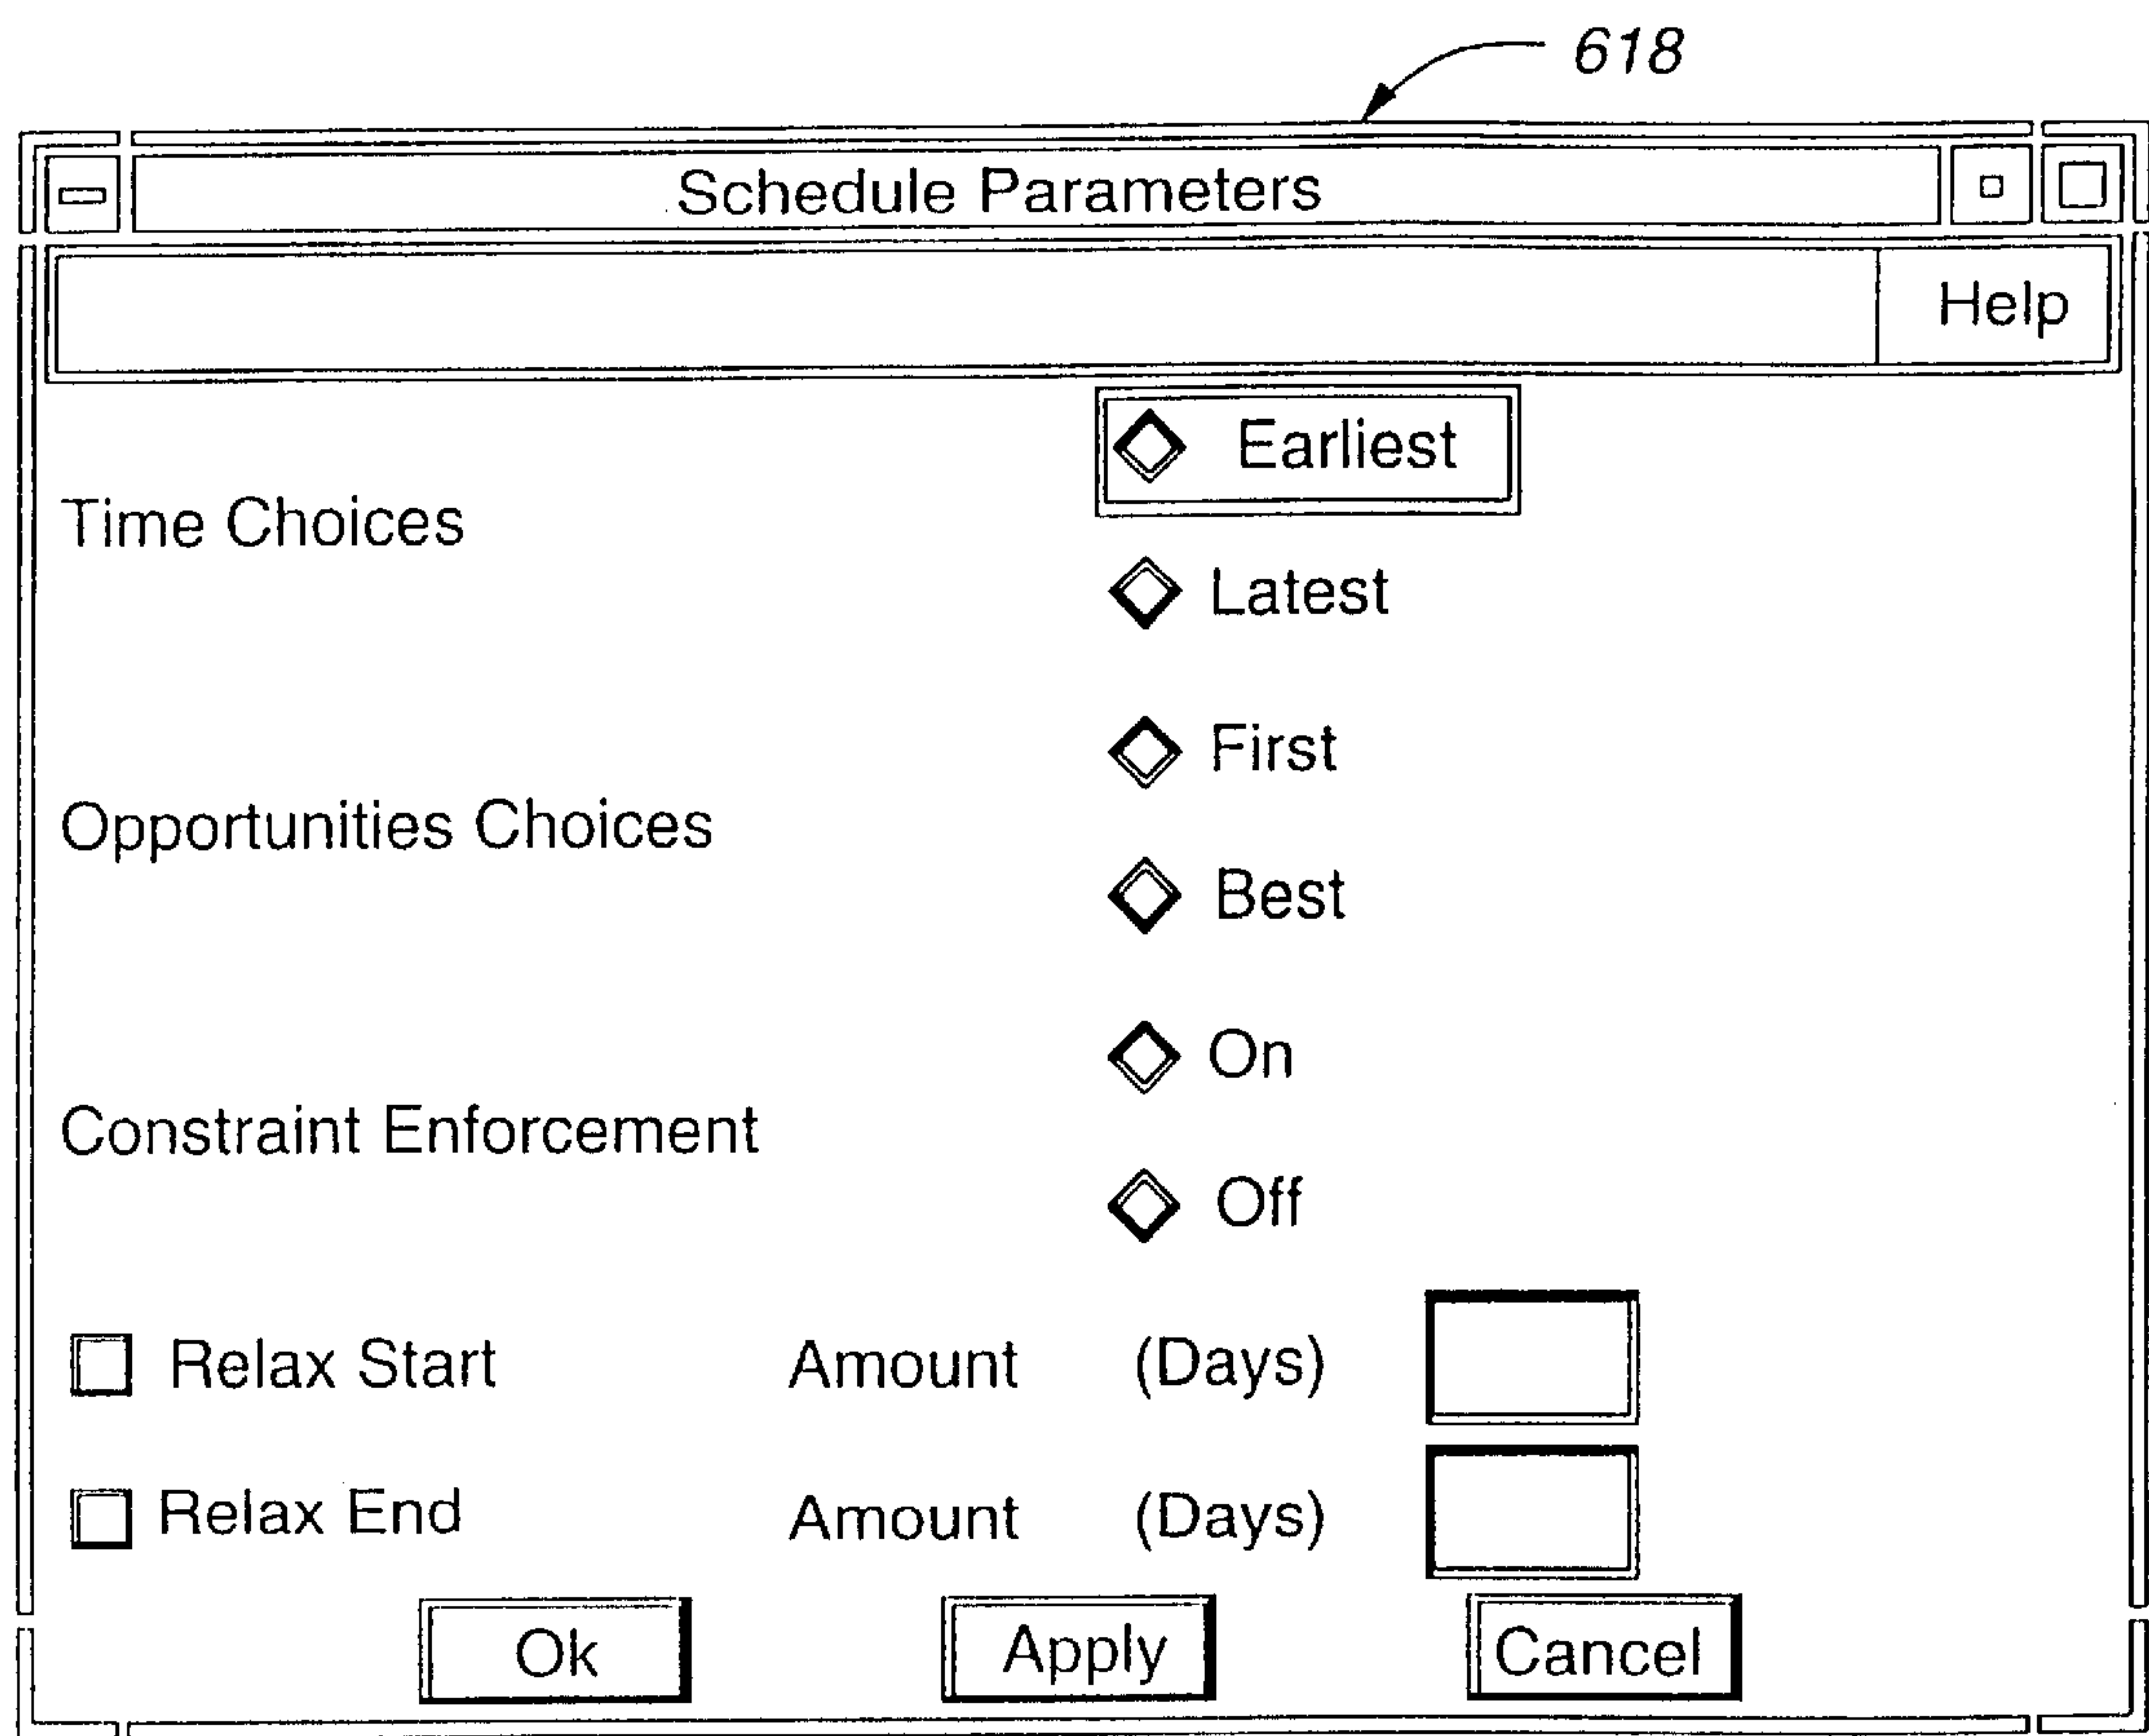 618
Schedule Parameters
Help
Earliest
Time Choices
Latest
First
Opportunities Choices
Best
On
Constraint Enforcement
Off
Relax Start Amount (Days)
Relax End Amount (Days)
Ok Apply Cancel